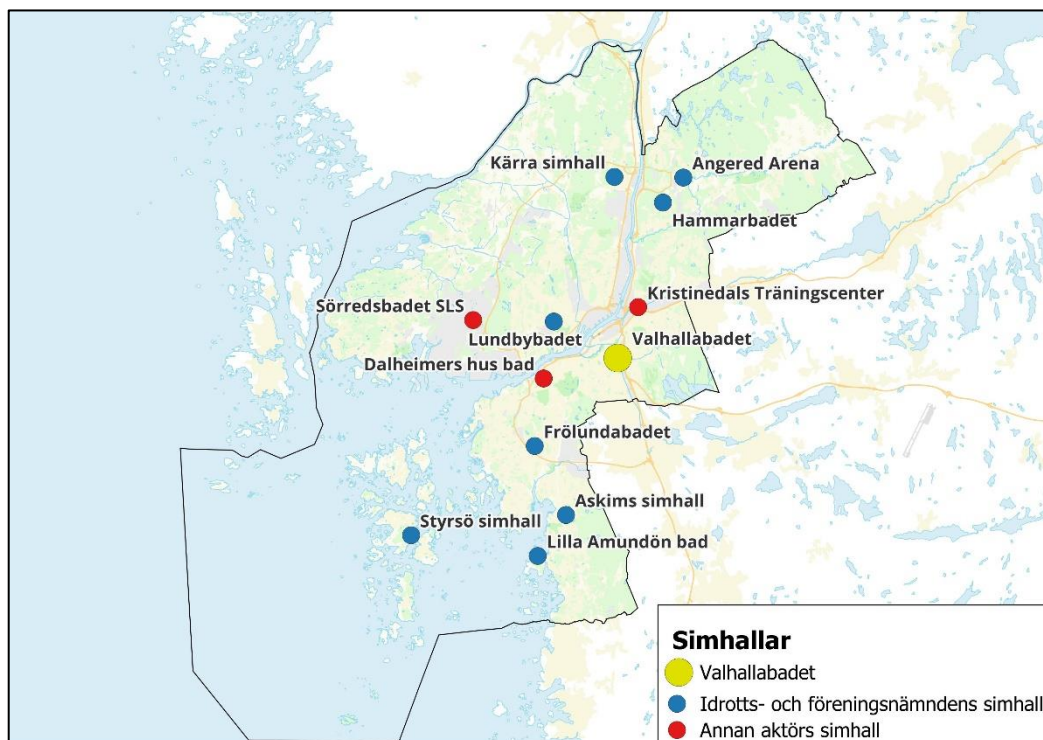 Kärra simhall
Angered Arena
Hammarbadet
Kristinedals Träningscenter
Sörredsbadet SLS
Lundbybadet
Valhallabadet
Dalheimers hus bad
Frölundabadet
Askims simhall
Styrsö simhall
Lilla Amundön bad
Simhallar
Valhallabadet
Idrotts- och föreningsnämndens simhall
Annan aktörs simhall